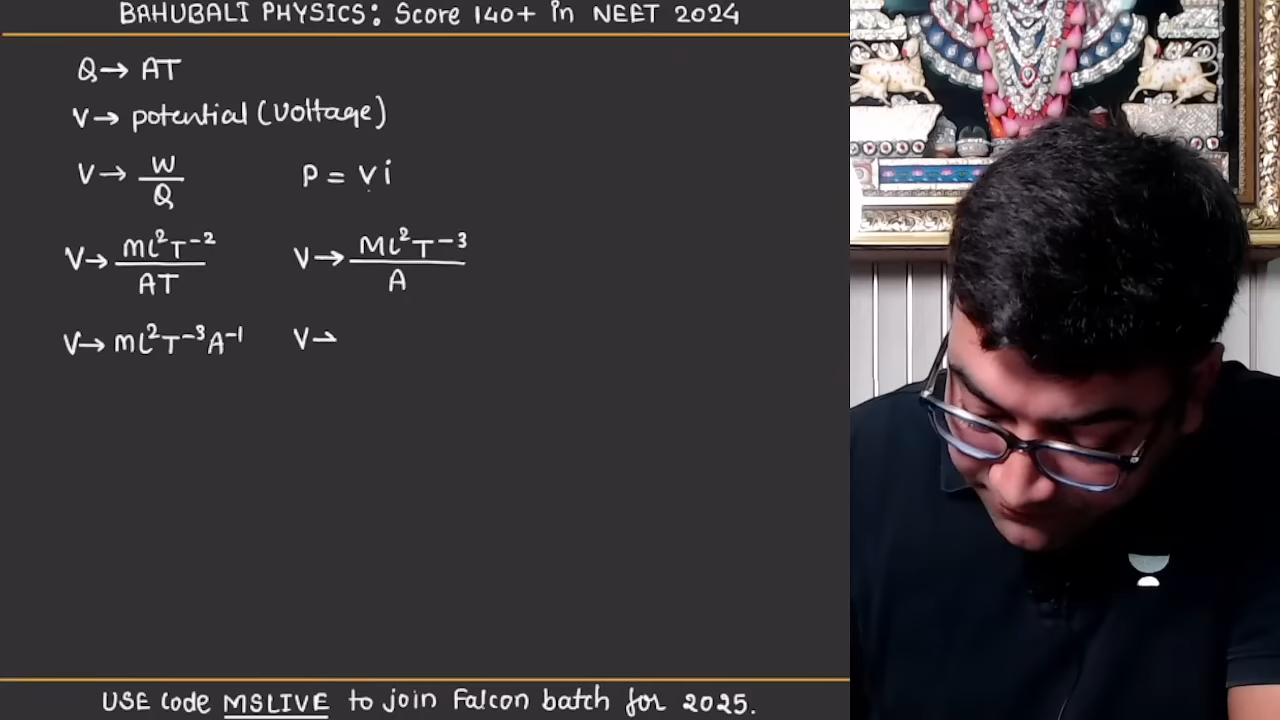 BAHUBALI PHYSICS: Score 140+ in NEET 2024
Q→ AT
V→ potential (Voltage)
V→ W/Q
P = Vi
V→ ML²T⁻²/AT
V→ ML²T⁻³/A
V→ ML²T⁻³A⁻¹
V→
USE Code MSLIVE to join Falcon batch for 2025.